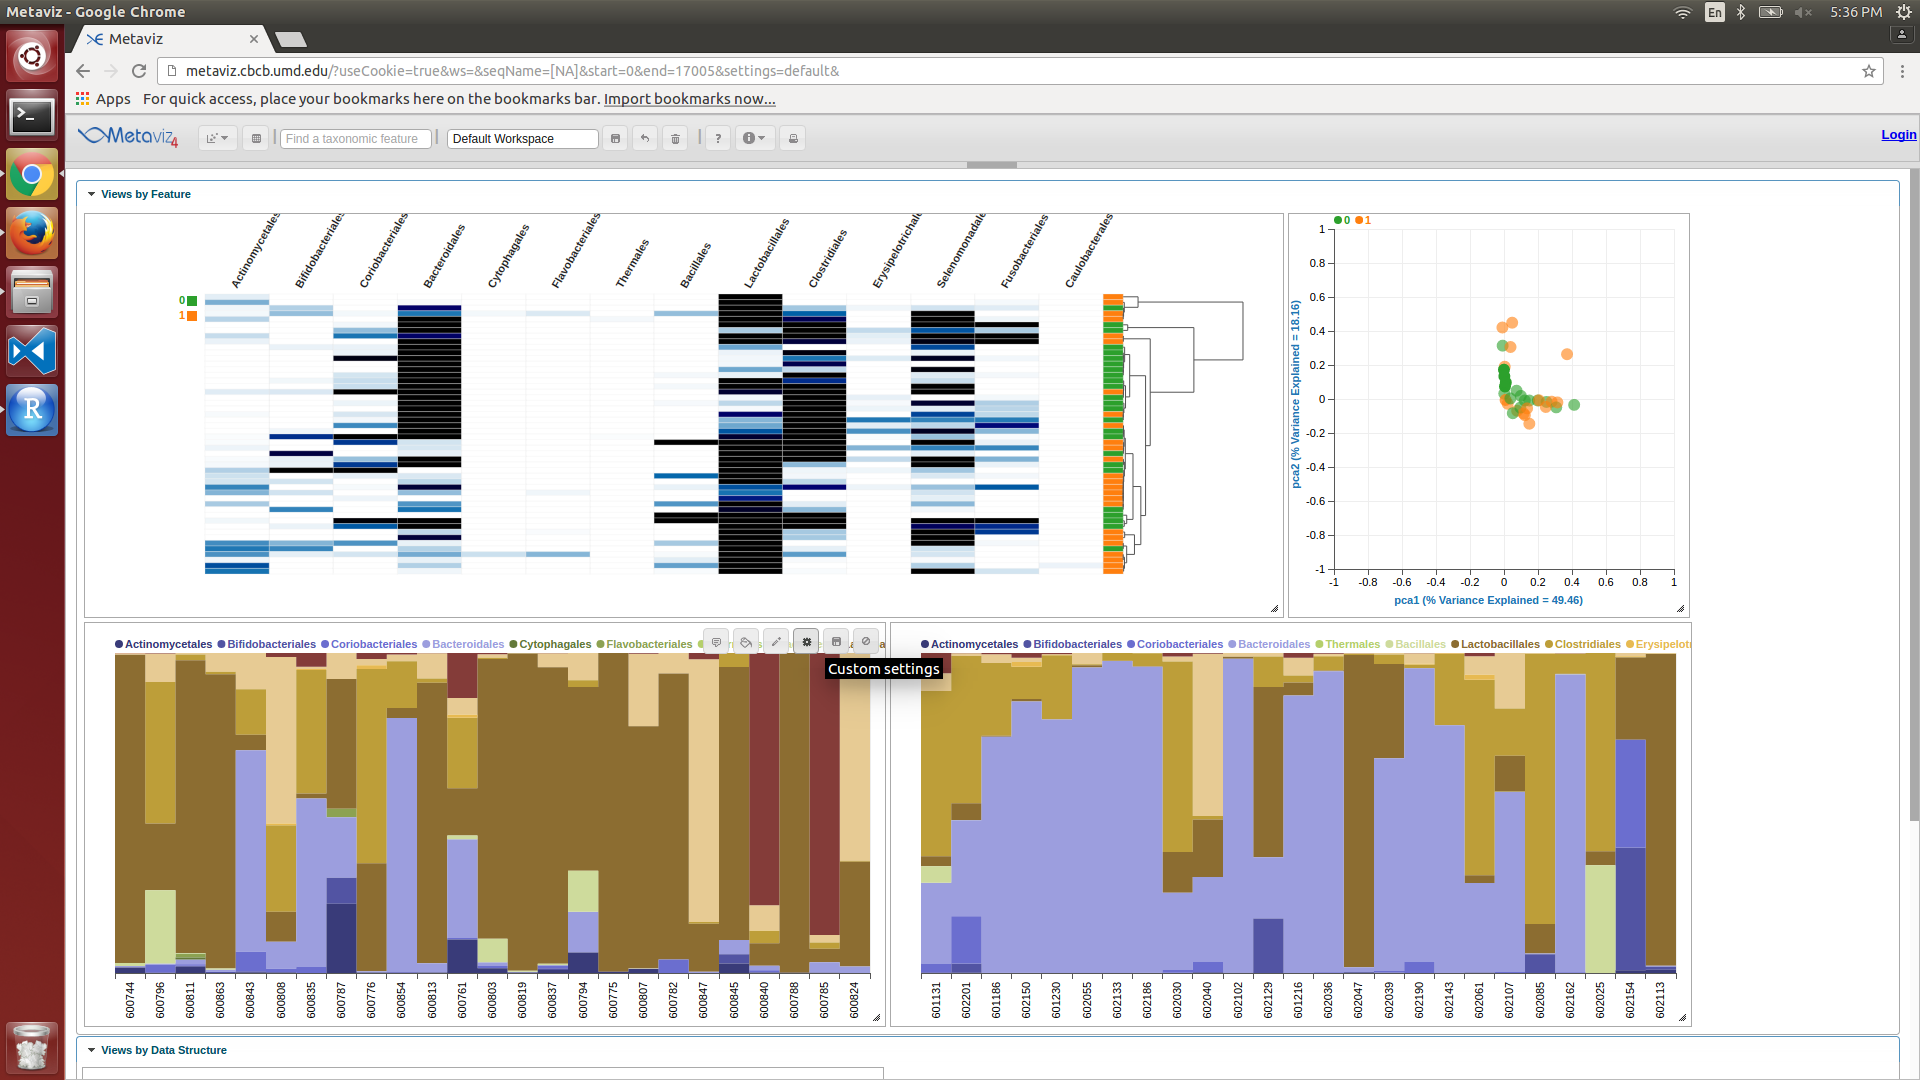 Metaviz - Google Chrome
En
5:36 PM
Metaviz
metaviz.cbcb.umd.edu/?useCookie=true&ws=&seqName=[NA]&start=0&end=17005&settings=default&
Apps For quick access, place your bookmarks here on the bookmarks bar. Import bookmarks now...
Metaviz 4
Find a taxonomic feature
Default Workspace
?
Login
Views by Feature
Actinomycetales
Bifidobacteriales
Coriobacteriales
Bacteroidales
Cytophagales
Flavobacteriales
Thermales
Bacillales
Lactobacillales
Clostridiales
Erysipelotrichale
Selenomonadale
Fusobacteriales
Caulobacterales
0
1
0 1
1
0.8
0.6
0.4
0.2
0
-0.2
-0.4
-0.6
-0.8
-1
-1 -0.8 -0.6 -0.4 -0.2 0 0.2 0.4 0.6 0.8 1
pca2 (% Variance Explained = 18.16)
pca1 (% Variance Explained = 49.46)
Actinomycetales Bifidobacteriales Coriobacteriales Bacteroidales Cytophagales Flavobacteriales
Custom settings
600744 600796 600811 600863 600843 600808 600835 600787 600776 600854 600813 600761 600803 600819 600837 600794 600775 600807 600782 600847 600845 600840 600788 600785 600824
Actinomycetales Bifidobacteriales Coriobacteriales Bacteroidales Thermales Bacillales Lactobacillales Clostridiales Erysipelotri
602131 602201 601186 602150 601230 602055 602133 602186 602030 602040 602102 602129 601216 602036 602047 602039 602190 602143 602061 602107 602085 602162 602025 602154 602113
Views by Data Structure